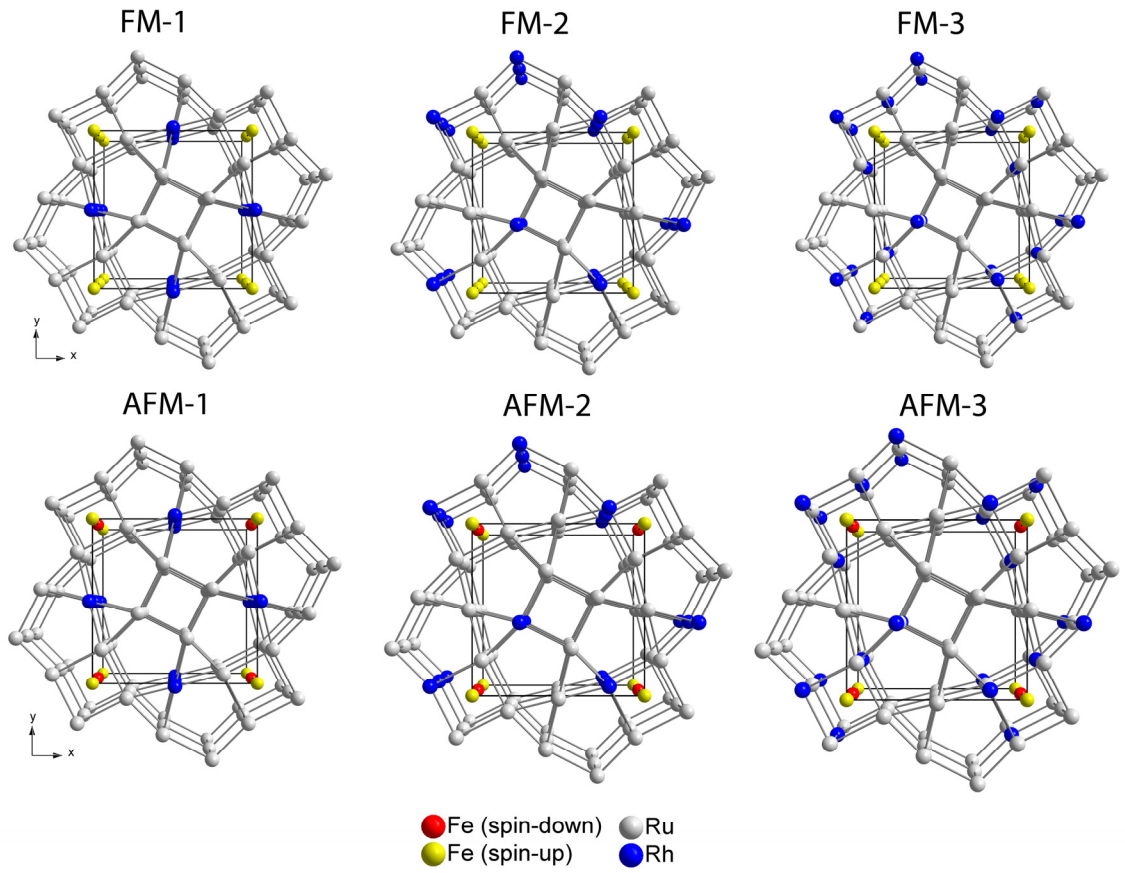 FM-1 FM-2 FM-3
y
x
AFM-1 AFM-2 AFM-3
y
x
Fe (spin-down) Ru
Fe (spin-up) Rh